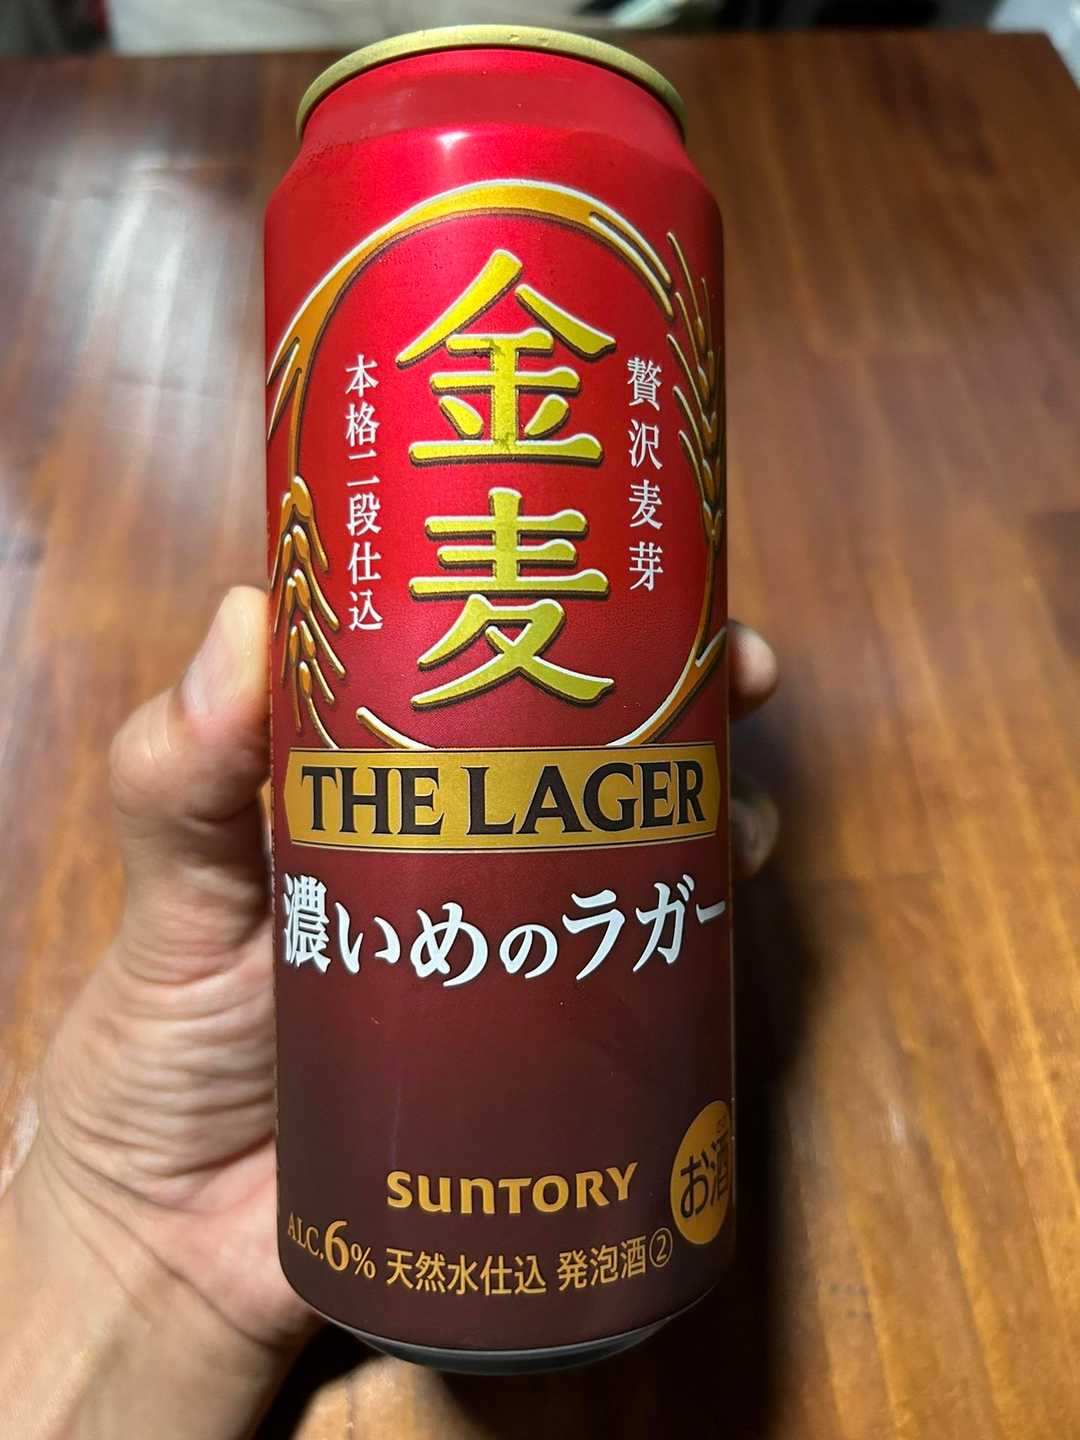 金麦
贅沢麦芽
本格二段仕込
THE LAGER
濃いめのラガー
SUNTORY
お酒
ALC.6% 天然水仕込 発泡酒②